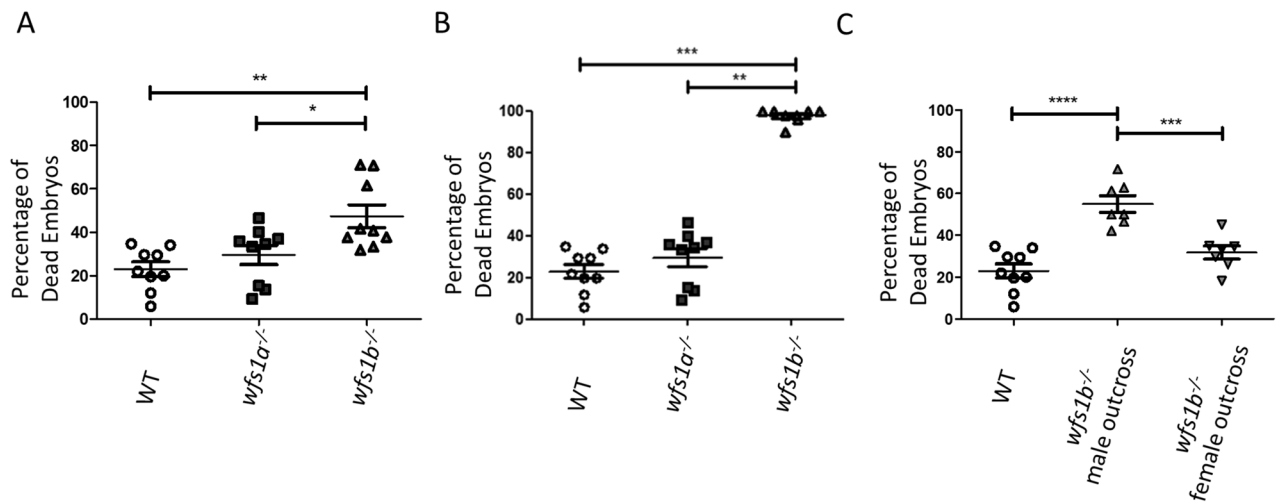 A
**
*
100
80
60
40
20
0
Percentage of
Dead Embryos
WT
wfs1a-/-
wfs1b-/-
B
***
**
100
80
60
40
20
0
Percentage of
Dead Embryos
WT
wfs1a-/-
wfs1b-/-
C
****
***
100
80
60
40
20
0
Percentage of
Dead Embryos
WT
wfs1b-/-
male outcross
wfs1b-/-
female outcross